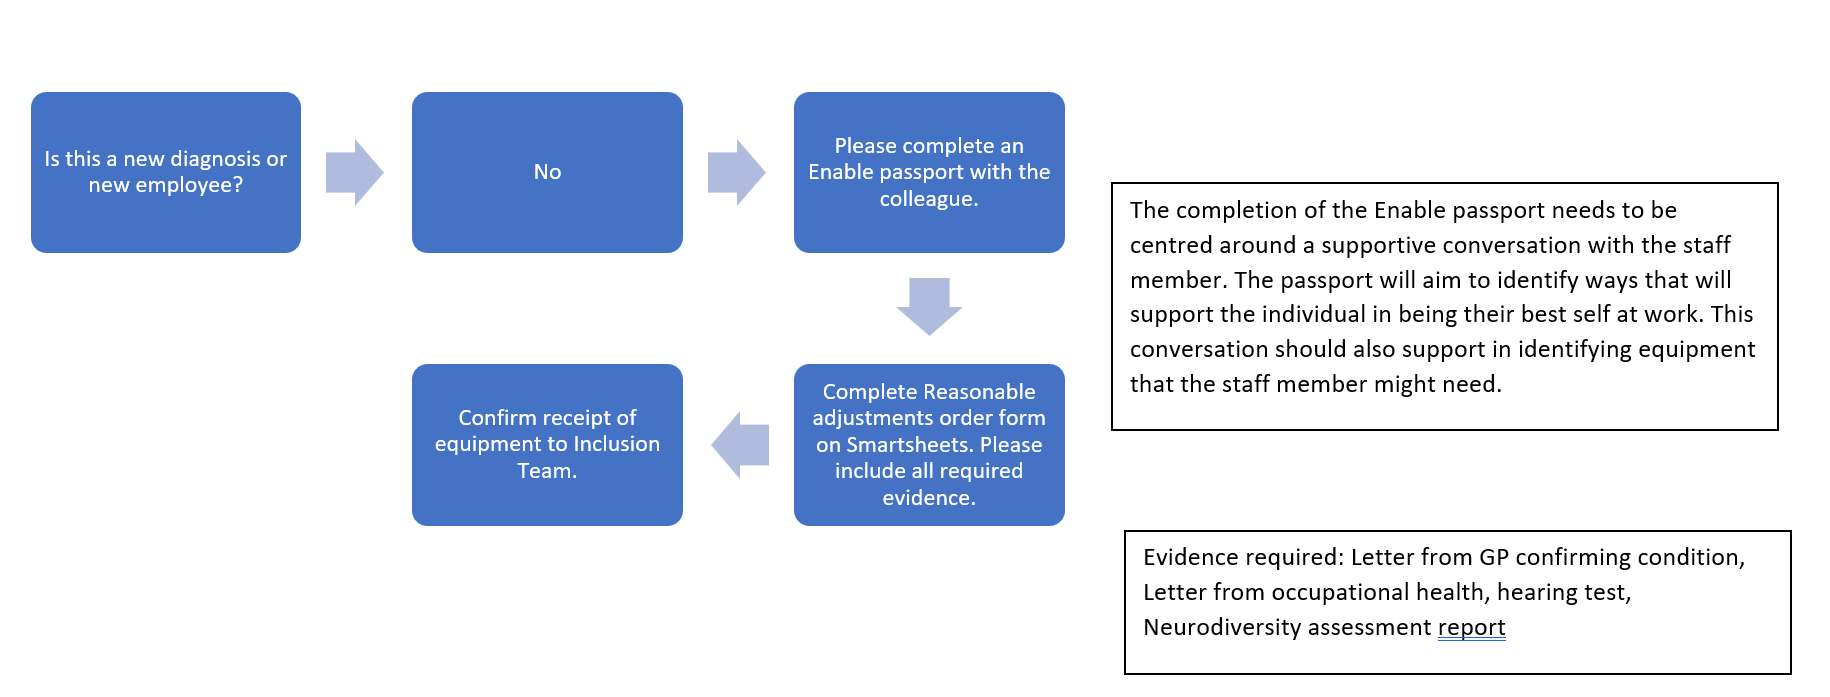 Is this a new diagnosis or
new employee?
No
Please complete an
Enable passport with the
colleague.
The completion of the Enable passport needs to be
centred around a supportive conversation with the staff
member. The passport will aim to identify ways that will
support the individual in being their best self at work. This
conversation should also support in identifying equipment
that the staff member might need.
Complete Reasonable
adjustments order form
on Smartsheets. Please
include all required
evidence.
Confirm receipt of
equipment to Inclusion
Team.
Evidence required: Letter from GP confirming condition,
Letter from occupational health, hearing test,
Neurodiversity assessment report